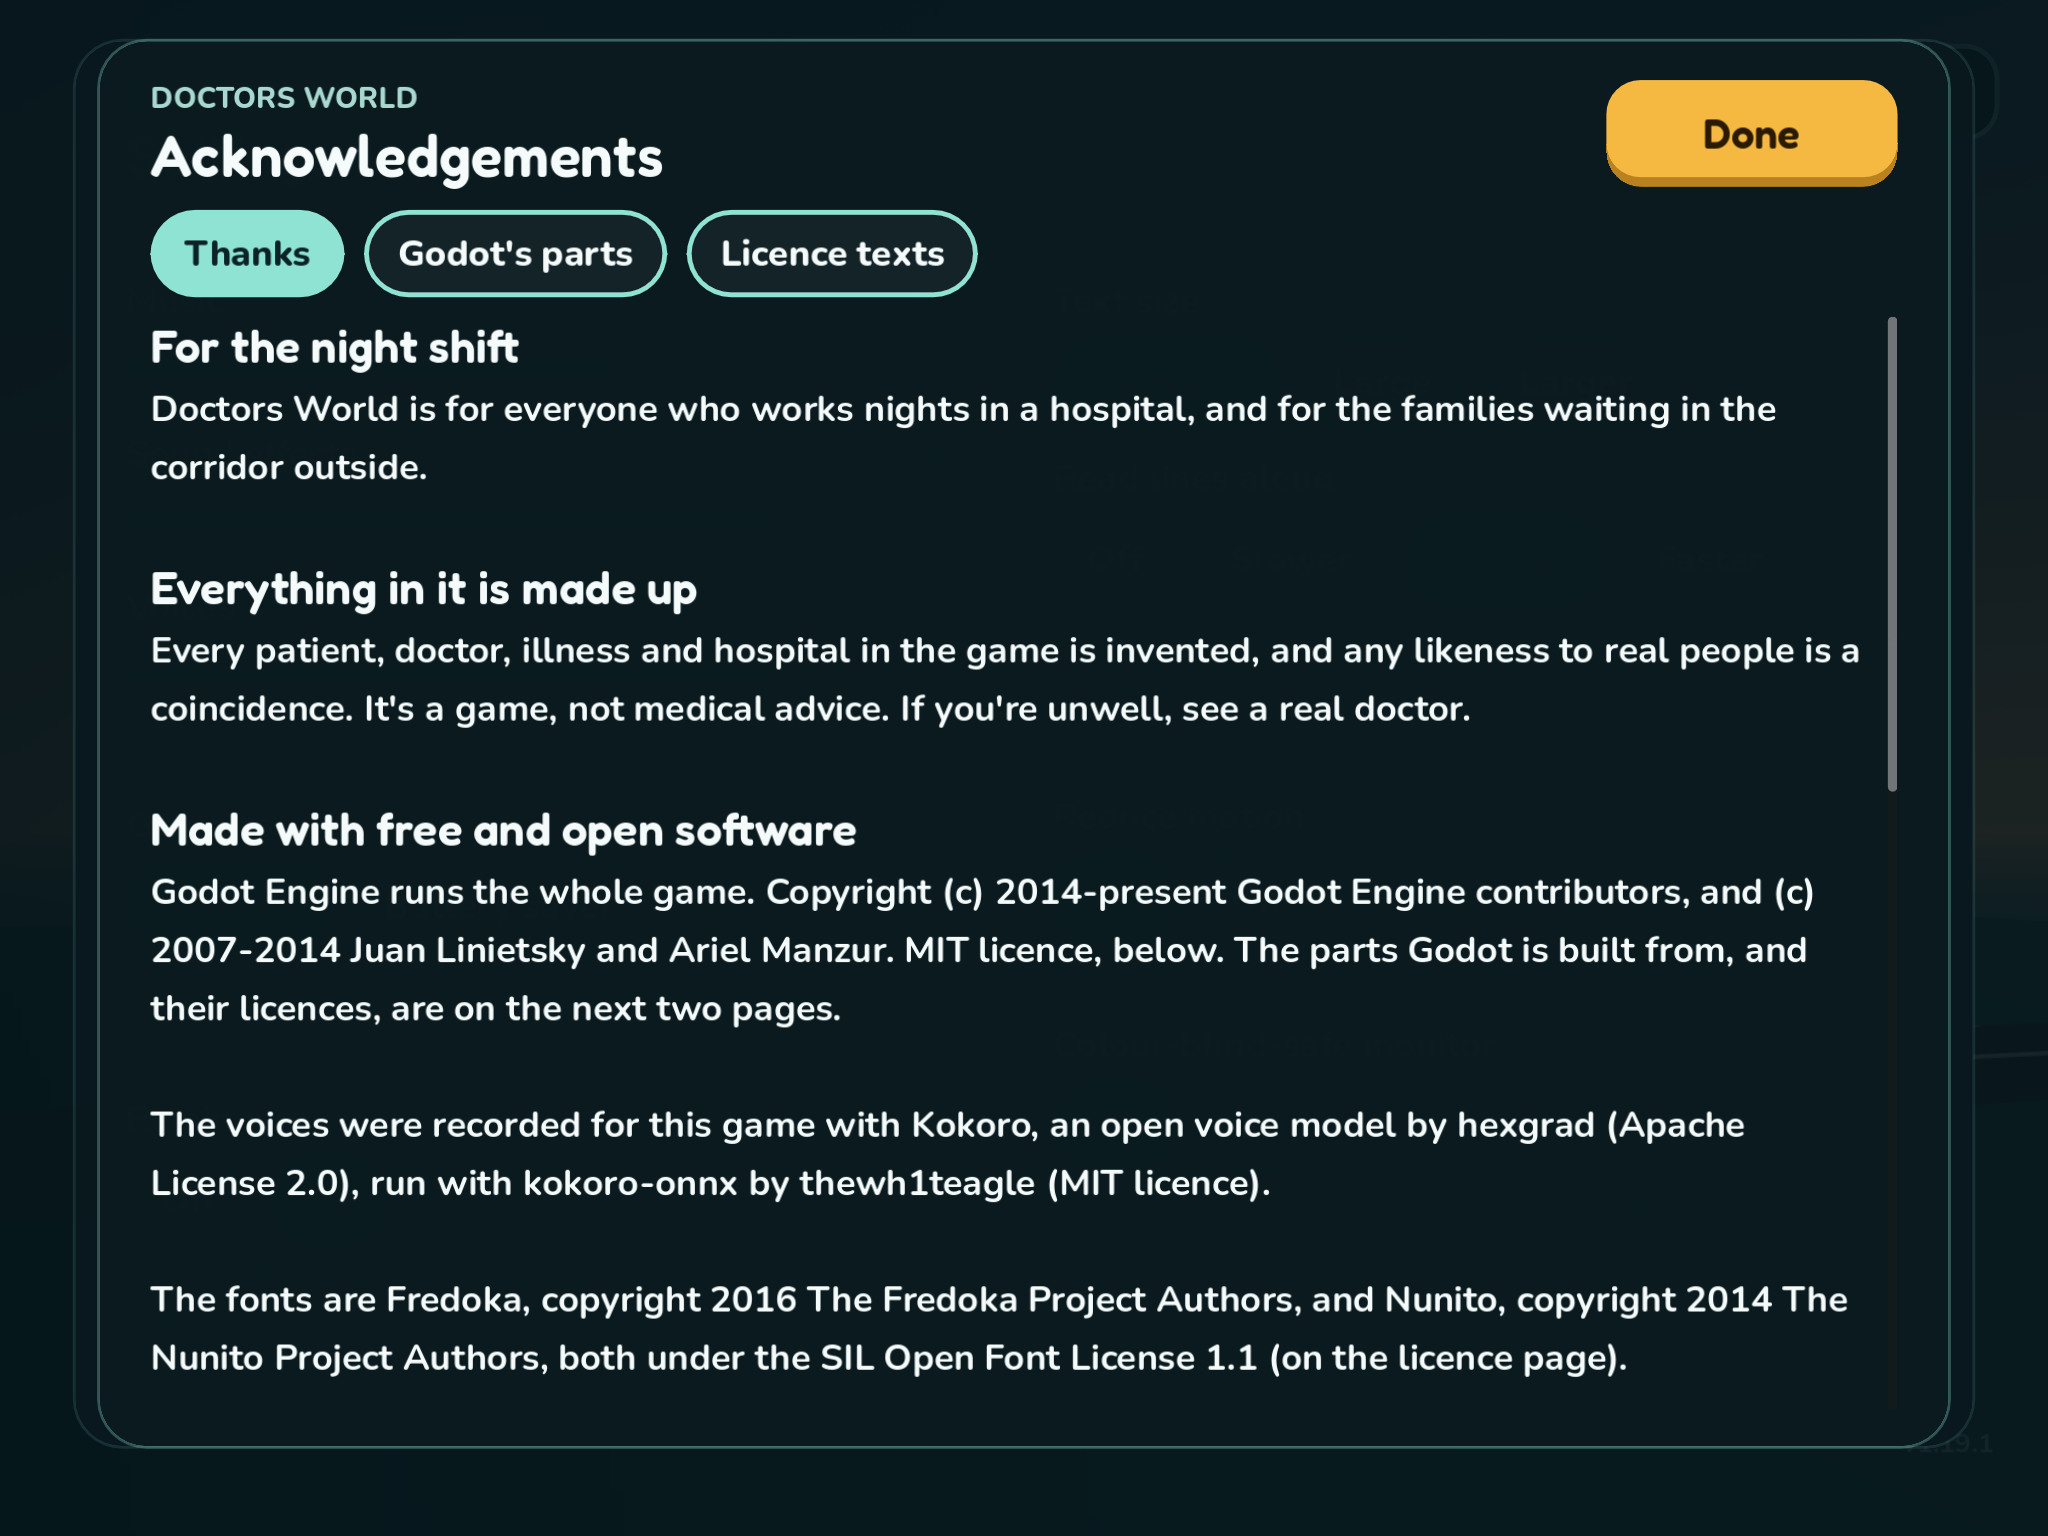 DOCTORS WORLD
Acknowledgements
Done
Thanks
Godot's parts
Licence texts
For the night shift
Doctors World is for everyone who works nights in a hospital, and for the families waiting in the
corridor outside.
Everything in it is made up
Every patient, doctor, illness and hospital in the game is invented, and any likeness to real people is a
coincidence. It's a game, not medical advice. If you're unwell, see a real doctor.
Made with free and open software
Godot Engine runs the whole game. Copyright (c) 2014-present Godot Engine contributors, and (c)
2007-2014 Juan Linietsky and Ariel Manzur. MIT licence, below. The parts Godot is built from, and
their licences, are on the next two pages.
The voices were recorded for this game with Kokoro, an open voice model by hexgrad (Apache
License 2.0), run with kokoro-onnx by thewh1teagle (MIT licence).
The fonts are Fredoka, copyright 2016 The Fredoka Project Authors, and Nunito, copyright 2014 The
Nunito Project Authors, both under the SIL Open Font License 1.1 (on the licence page).